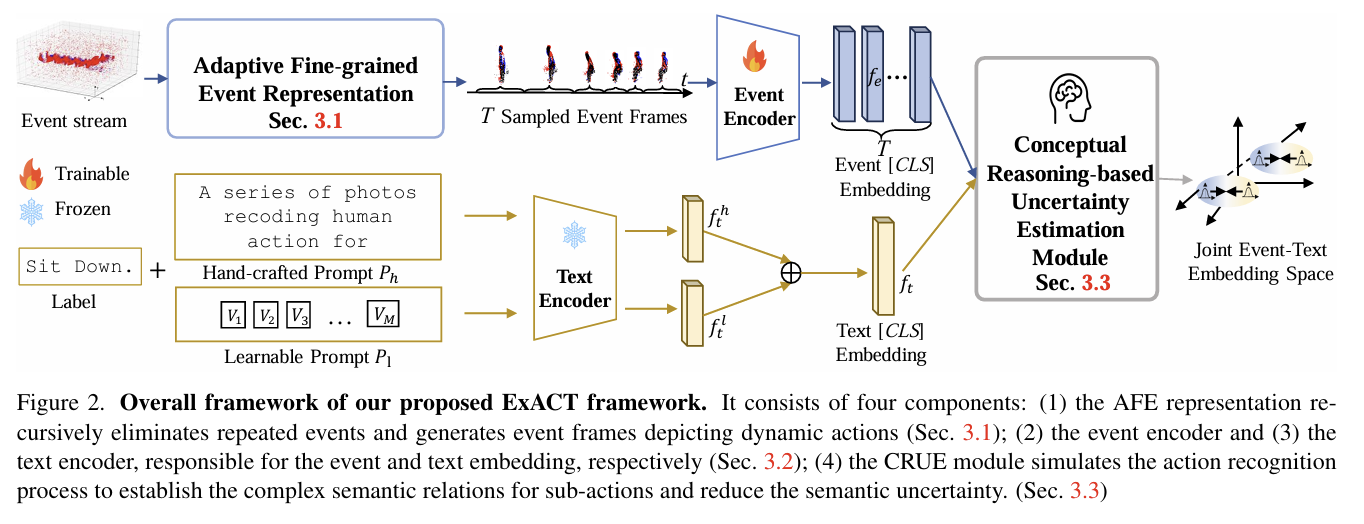 Event stream
Adaptive Fine-grained
Event Representation
Sec. 3.1
t
T Sampled Event Frames
Event
Encoder
f_e
...
T
Event [CLS]
Embedding
Trainable
Frozen
Sit Down.
Label
+
A series of photos
recoding human
action for
Hand-crafted Prompt P_h
V_1 V_2 V_3 ... V_M
Learnable Prompt P_l
Text
Encoder
f_t^h
f_t^l
f_t
Text [CLS]
Embedding
Conceptual
Reasoning-based
Uncertainty
Estimation
Module
Sec. 3.3
Joint Event-Text
Embedding Space
Figure 2. Overall framework of our proposed ExACT framework. It consists of four components: (1) the AFE representation re-
cursively eliminates repeated events and generates event frames depicting dynamic actions (Sec. 3.1); (2) the event encoder and (3) the
text encoder, responsible for the event and text embedding, respectively (Sec. 3.2); (4) the CRUE module simulates the action recognition
process to establish the complex semantic relations for sub-actions and reduce the semantic uncertainty. (Sec. 3.3)